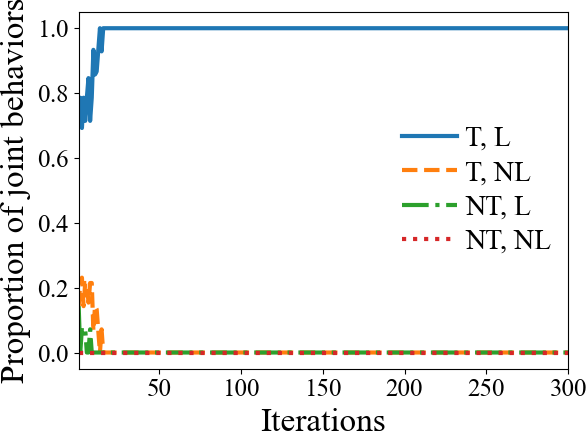 Proportion of joint behaviors
1.0
0.8
0.6
0.4
0.2
0.0
T, L
T, NL
NT, L
NT, NL
50 100 150 200 250 300
Iterations